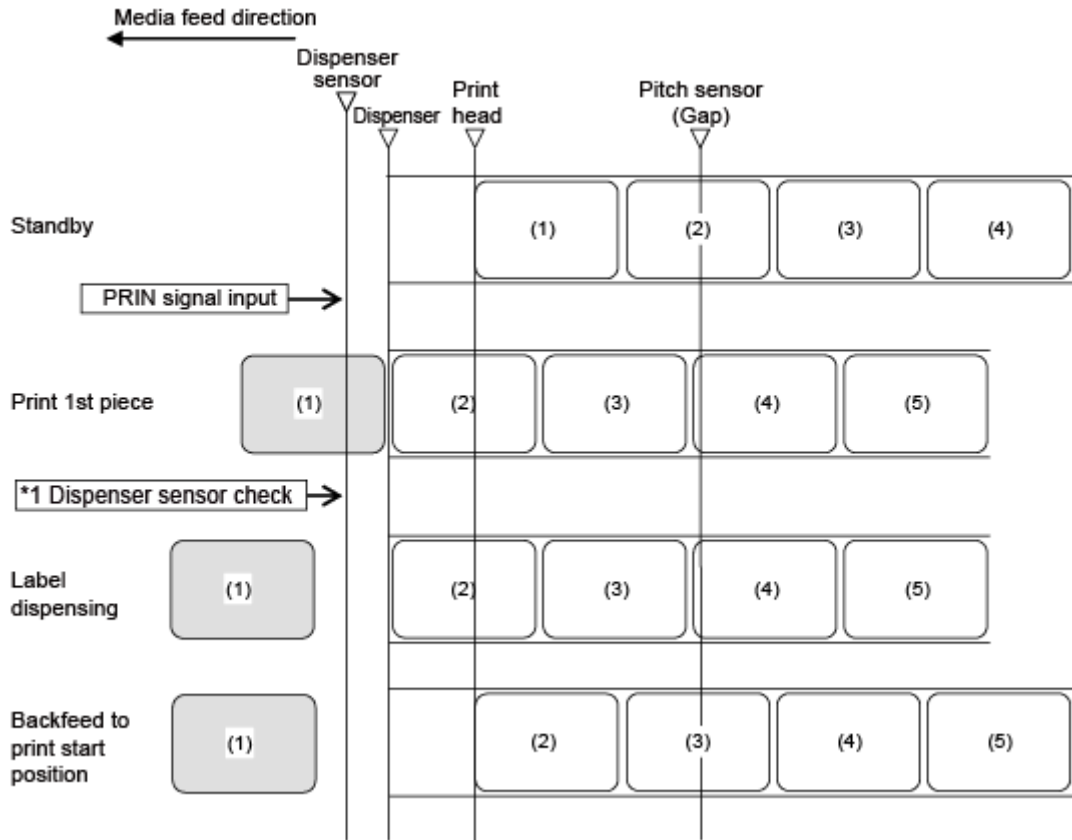 Media feed direction
Dispenser
sensor
Dispenser
Print
head
Pitch sensor
(Gap)
Standby
(1)
(2)
(3)
(4)
PRIN signal input
Print 1st piece
(1)
(2)
(3)
(4)
(5)
*1 Dispenser sensor check
Label
dispensing
(1)
(2)
(3)
(4)
(5)
Backfeed to
print start
position
(1)
(2)
(3)
(4)
(5)